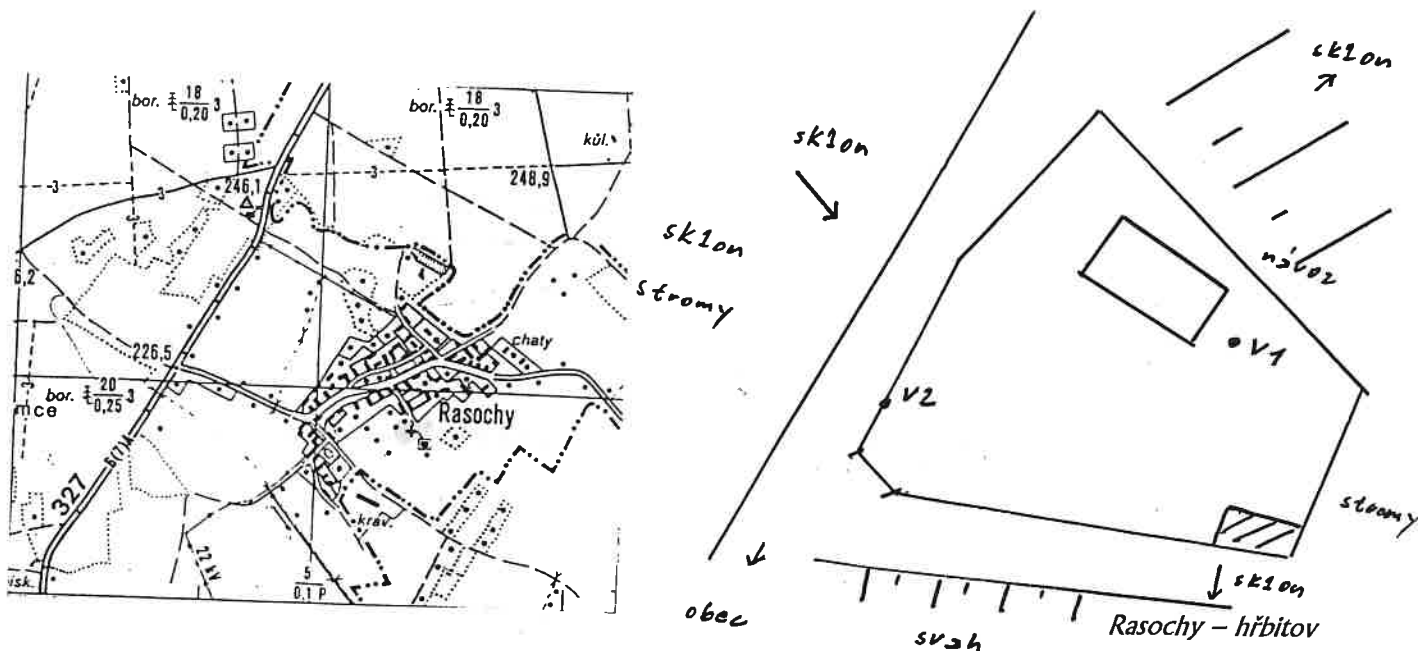 bor. 18 / 0,20 3
bor. 18 / 0,20 3
kůl.
3
3
3
246,1
248,9
6,2
226,5
chaty
bor. 20 / 0,25 3
mce
Rasochy
327
krav.
22 kV
5 / 0,1 P
ísk.
sklon
sklon
sklon
stromy
návoz
V1
V2
stromy
sklon
obec
svah
Rasochy – hřbitov